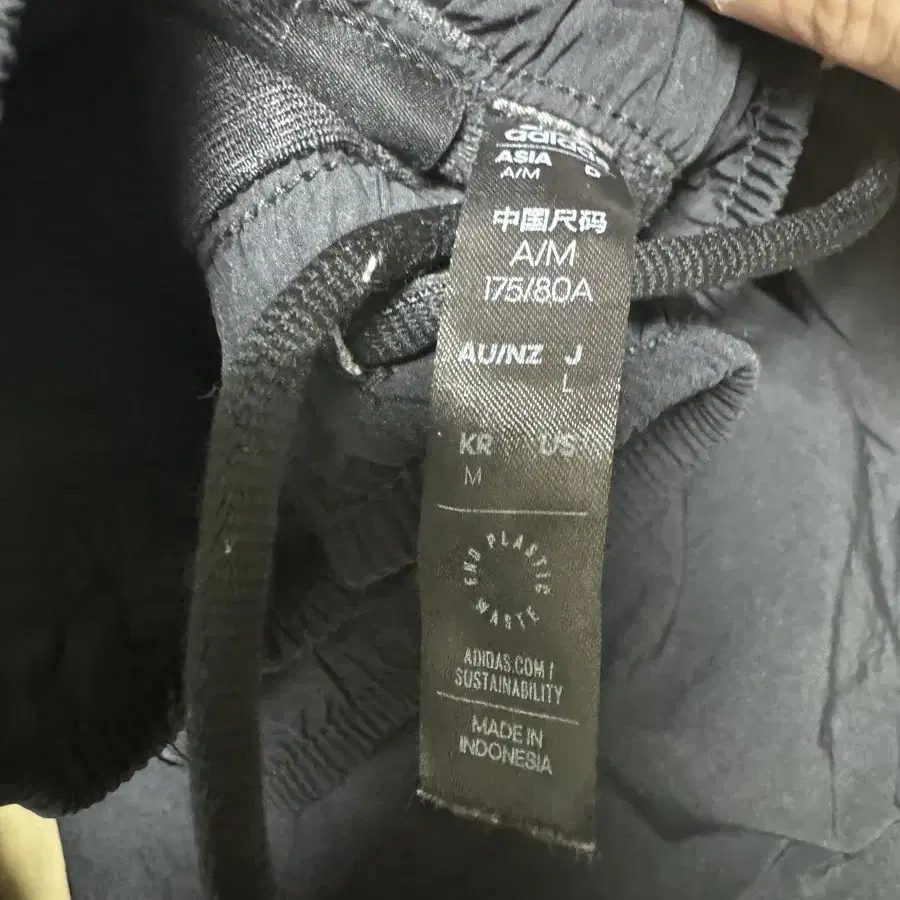 adidas
ASIA D
A/M
中国尺码
A/M
175/80A
AU/NZ J
L
KR US
M
END PLASTIC WASTE
ADIDAS.COM/
SUSTAINABILITY
MADE IN
INDONESIA